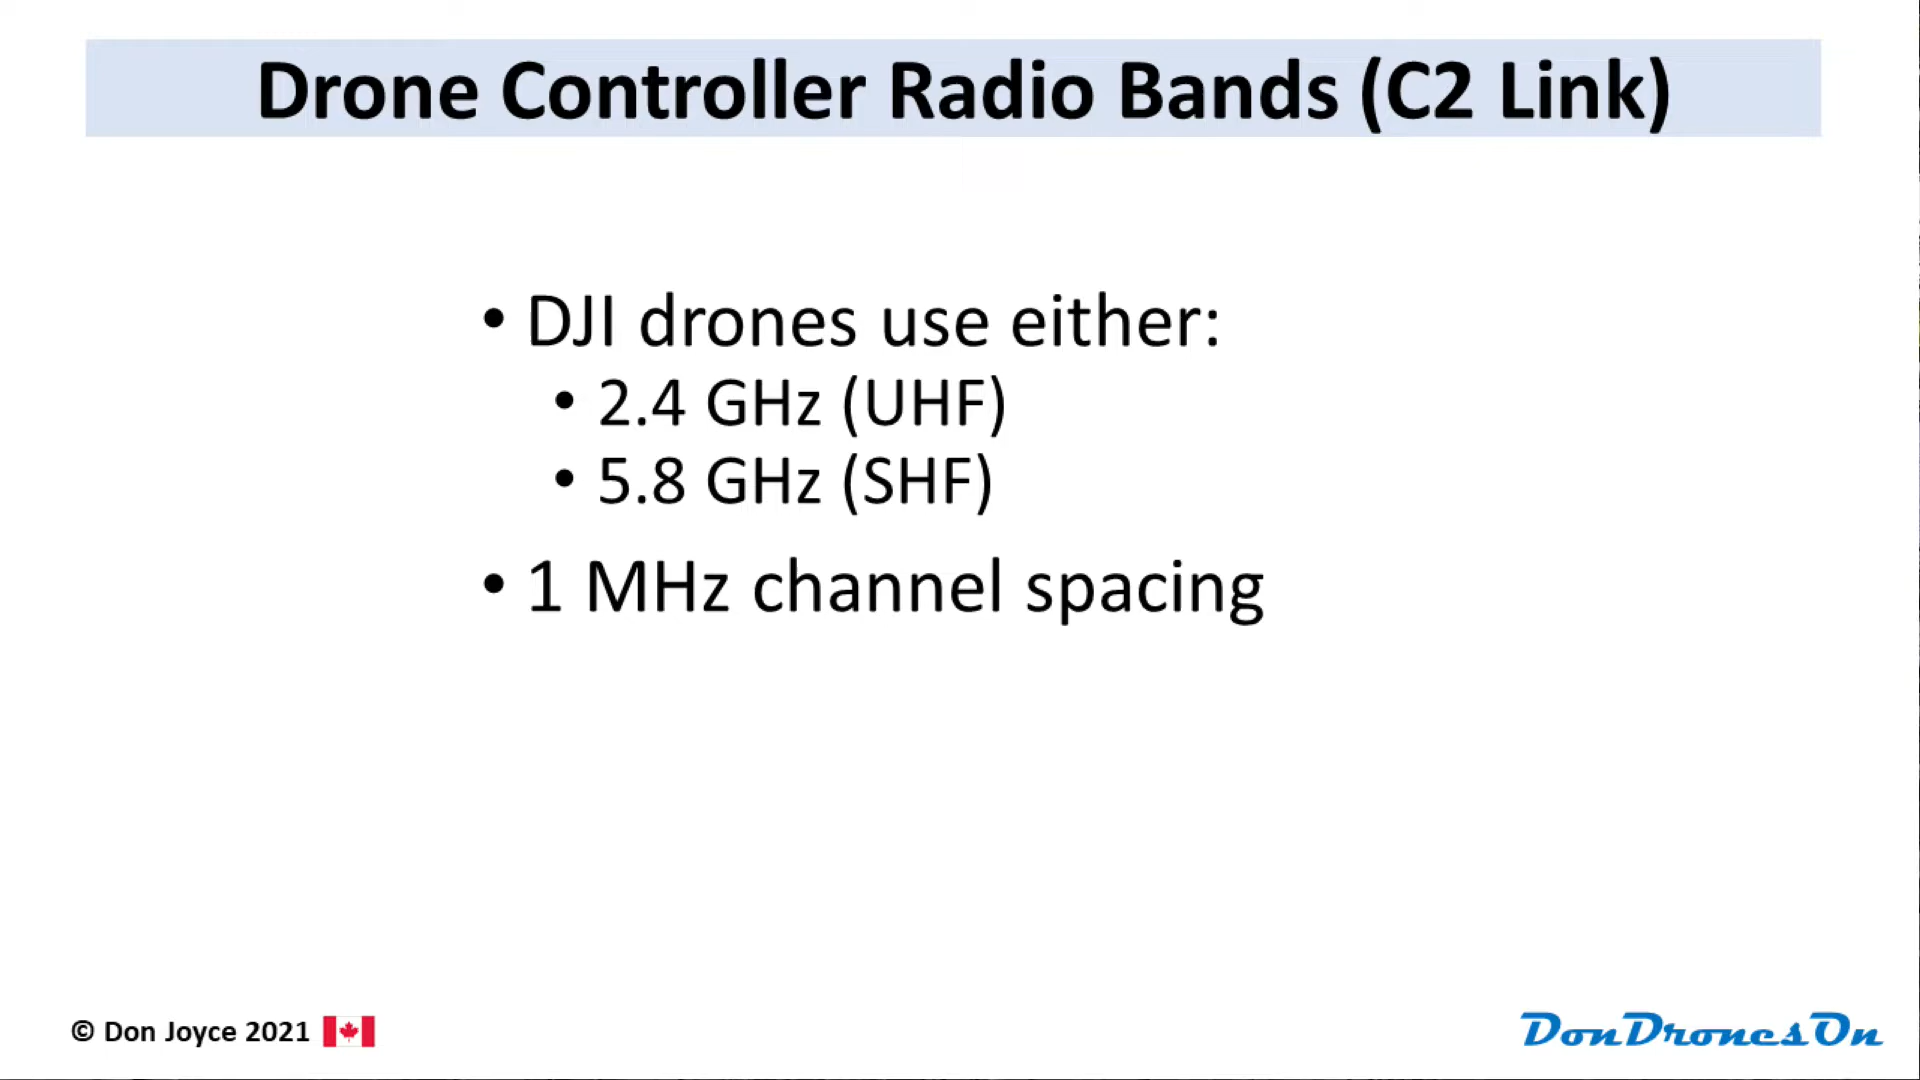 Drone Controller Radio Bands (C2 Link)
• DJI drones use either:
• 2.4 GHz (UHF)
• 5.8 GHz (SHF)
• 1 MHz channel spacing
© Don Joyce 2021
DonDronesOn